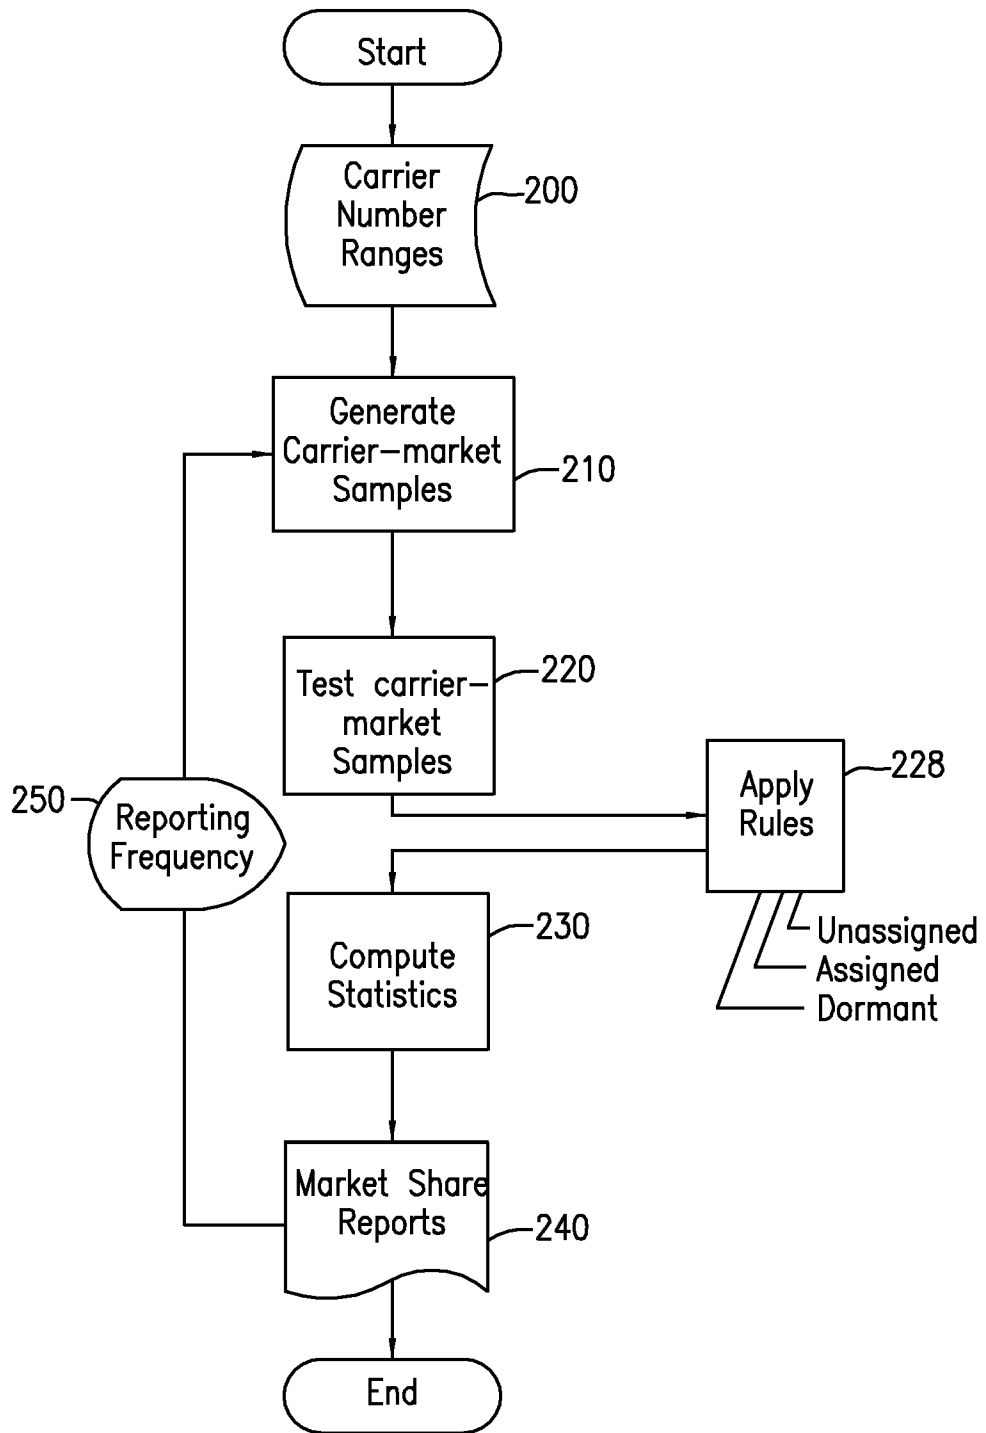 Start
Carrier
Number
Ranges
200
Generate
Carrier-market
Samples
210
Test carrier-
market
Samples
220
Apply
Rules
228
Unassigned
Assigned
Dormant
250
Reporting
Frequency
Compute
Statistics
230
Market Share
Reports
240
End